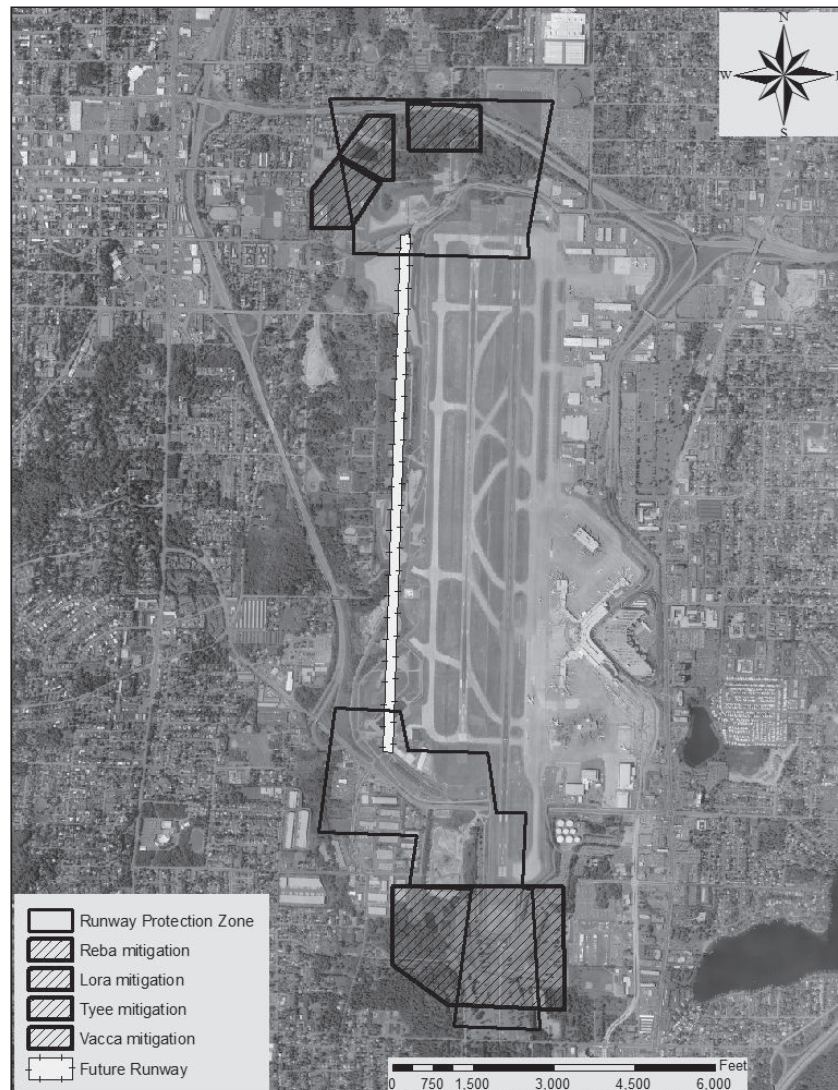 N
W
S
Runway Protection Zone
Reba mitigation
Lora mitigation
Tyee mitigation
Vacca mitigation
Future Runway
Feet
0 750 1,500 3,000 4,500 6,000